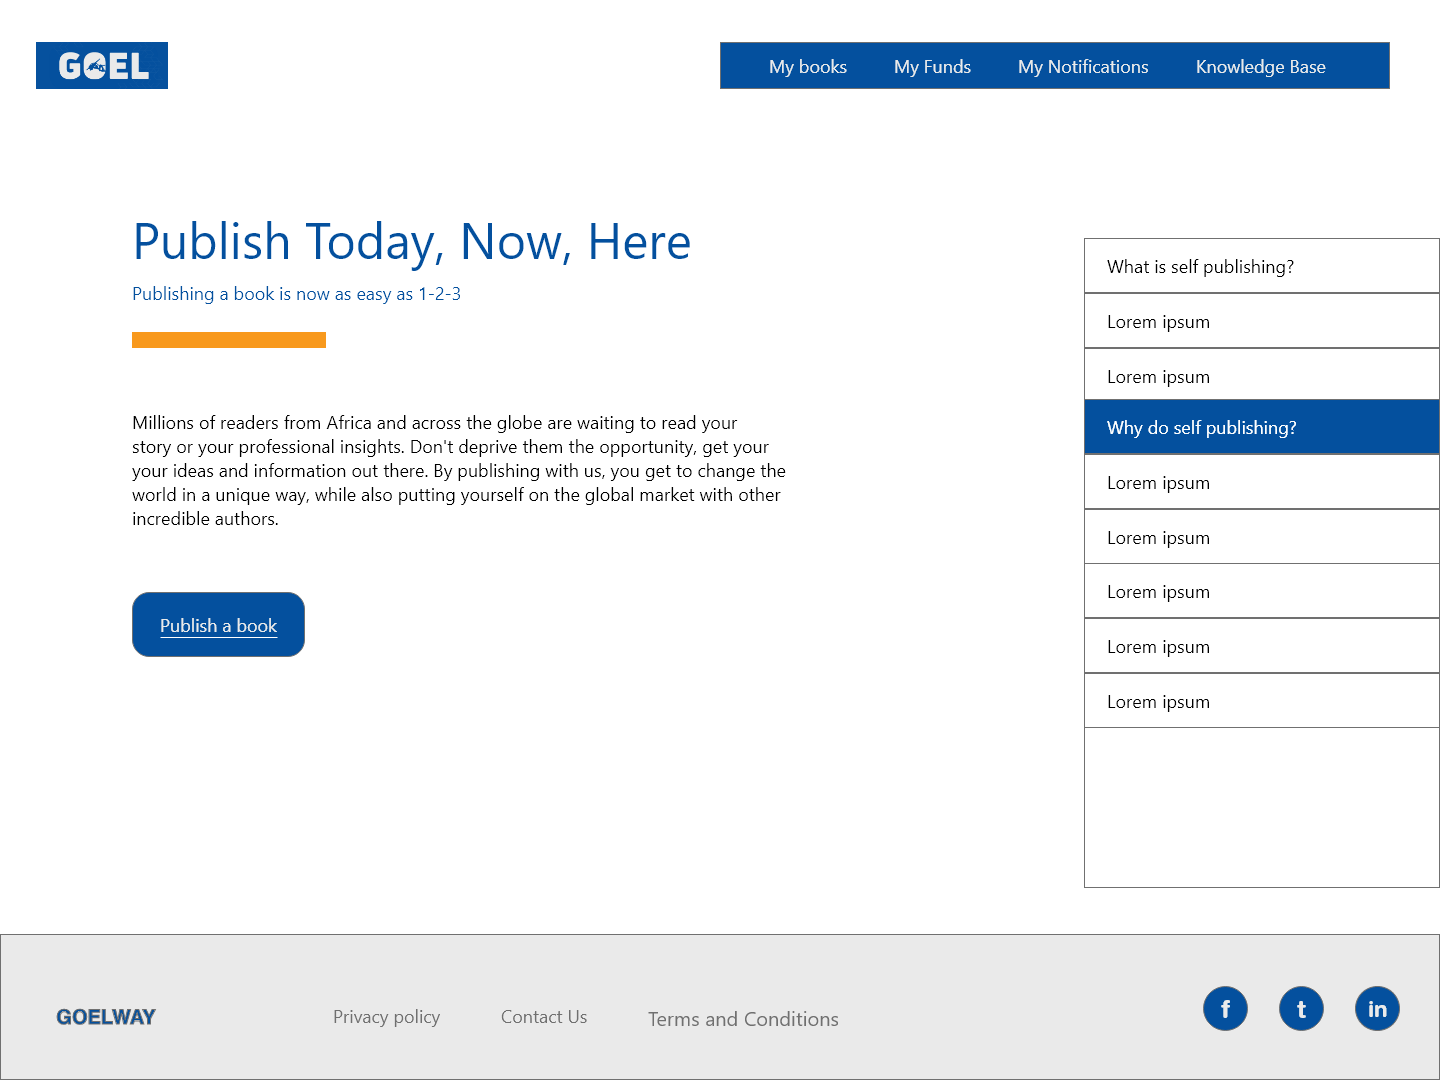 GOEL
My books
My Funds
My Notifications
Knowledge Base
Publish Today, Now, Here
Publishing a book is now as easy as 1-2-3
Millions of readers from Africa and across the globe are waiting to read your
story or your professional insights. Don't deprive them the opportunity, get your
your ideas and information out there. By publishing with us, you get to change the
world in a unique way, while also putting yourself on the global market with other
incredible authors.
Publish a book
What is self publishing?
Lorem ipsum
Lorem ipsum
Why do self publishing?
Lorem ipsum
Lorem ipsum
Lorem ipsum
Lorem ipsum
Lorem ipsum
GOELWAY
Privacy policy
Contact Us
Terms and Conditions
f
t
in